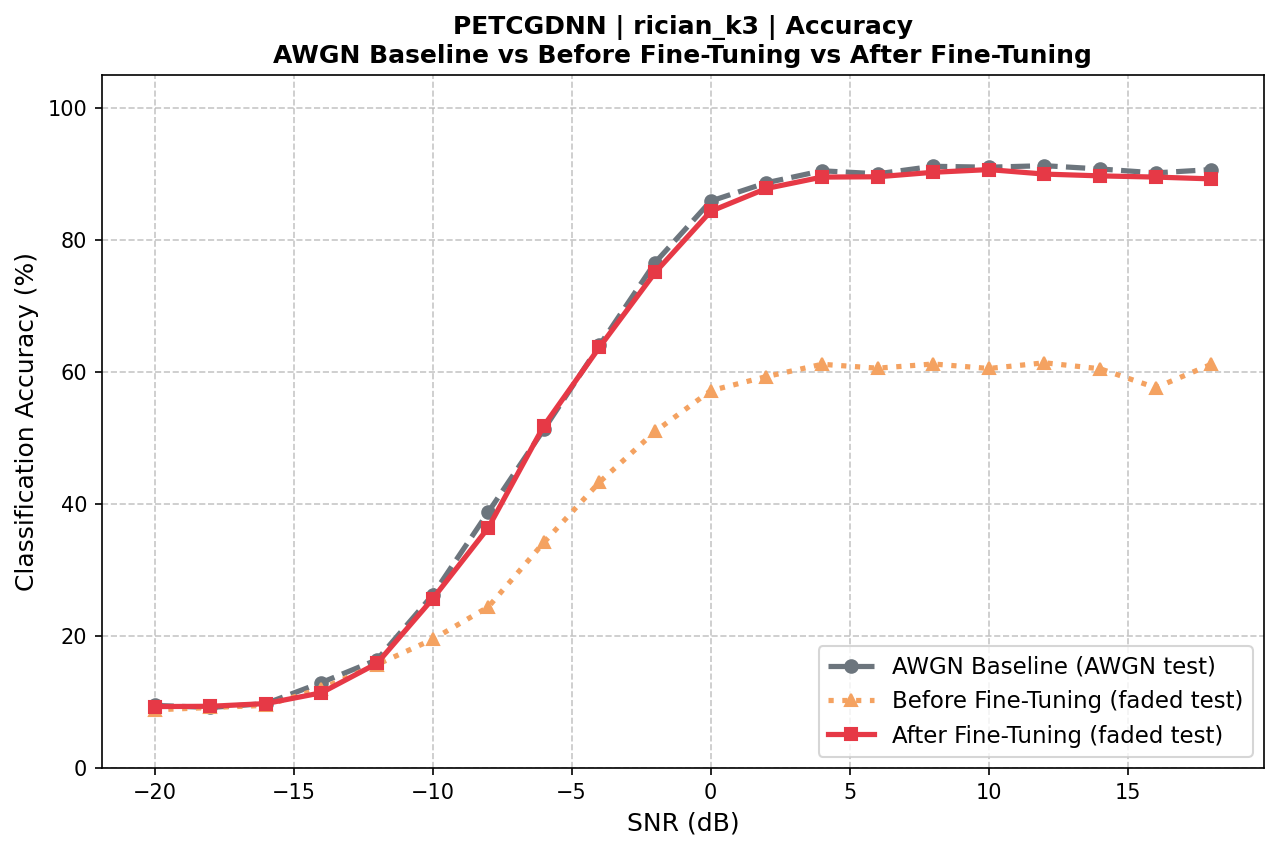 PETCGDNN | rician_k3 | Accuracy
AWGN Baseline vs Before Fine-Tuning vs After Fine-Tuning
Classification Accuracy (%)
100
80
60
40
20
0
−20
−15
−10
−5
0
5
10
15
SNR (dB)
AWGN Baseline (AWGN test)
Before Fine-Tuning (faded test)
After Fine-Tuning (faded test)